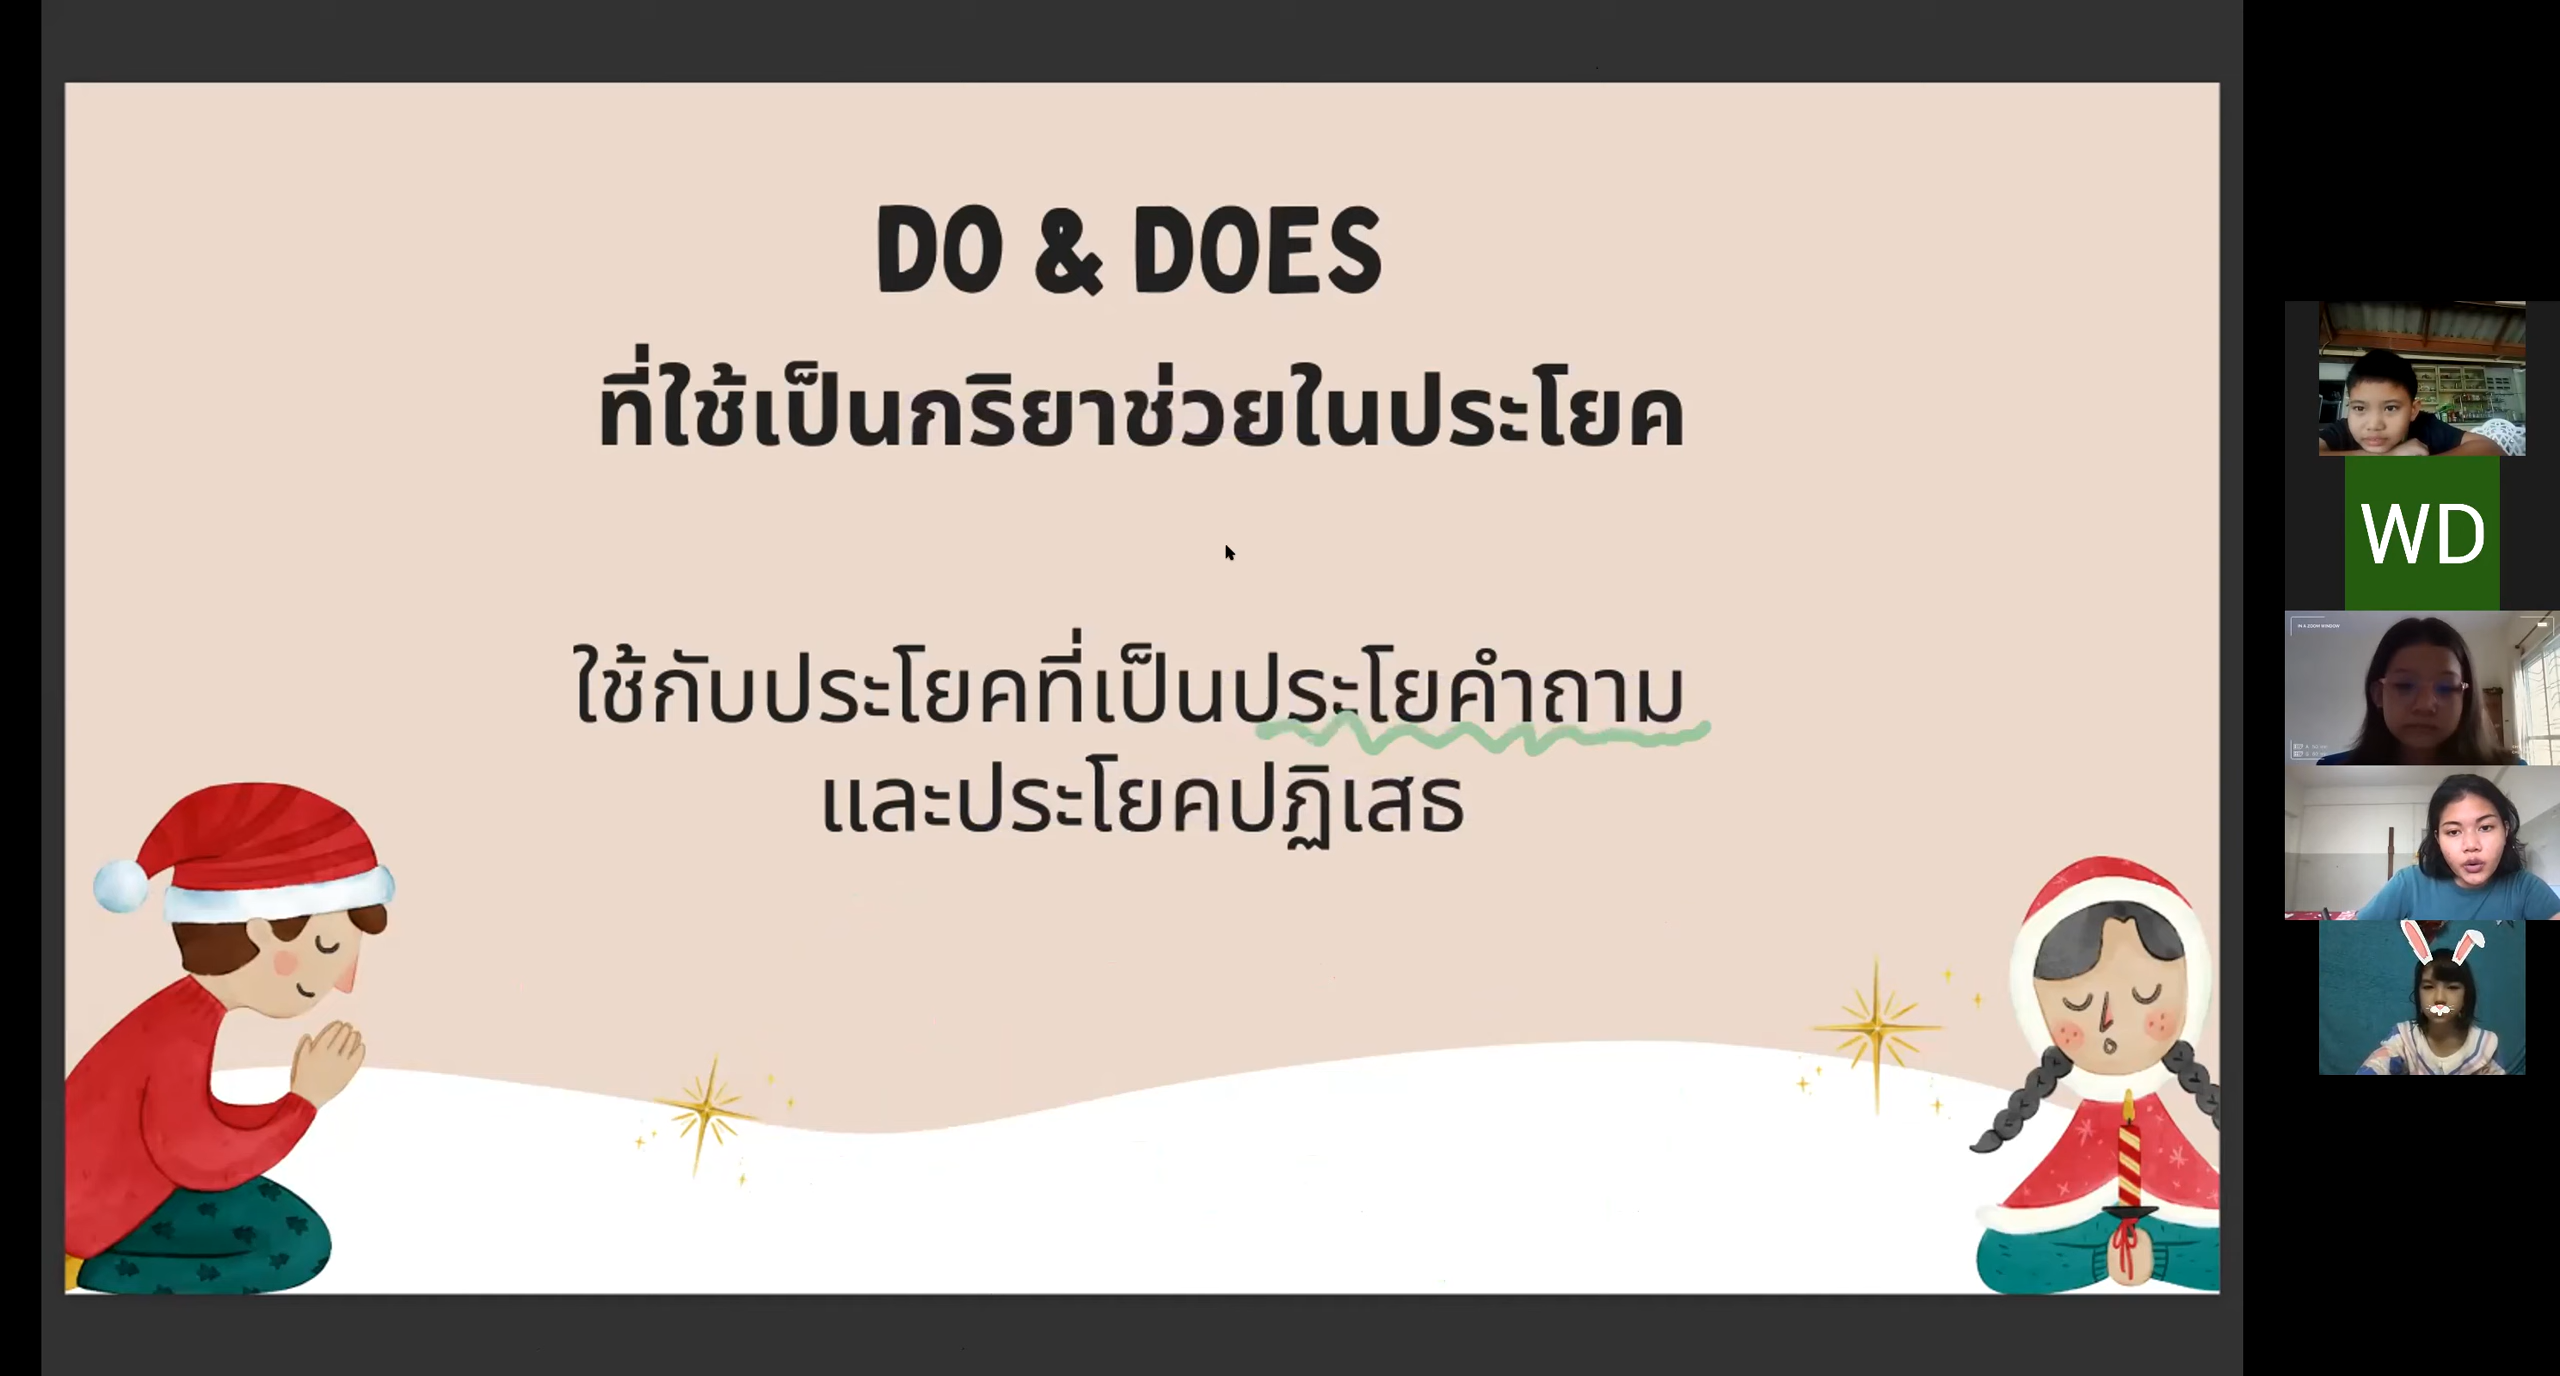 DO & DOES
ที่ใช้เป็นกริยาช่วยในประโยค
ใช้กับประโยคที่เป็นประโยคำถาม
และประโยคปฏิเสธ
WD
IN A ZOOM WINDOW